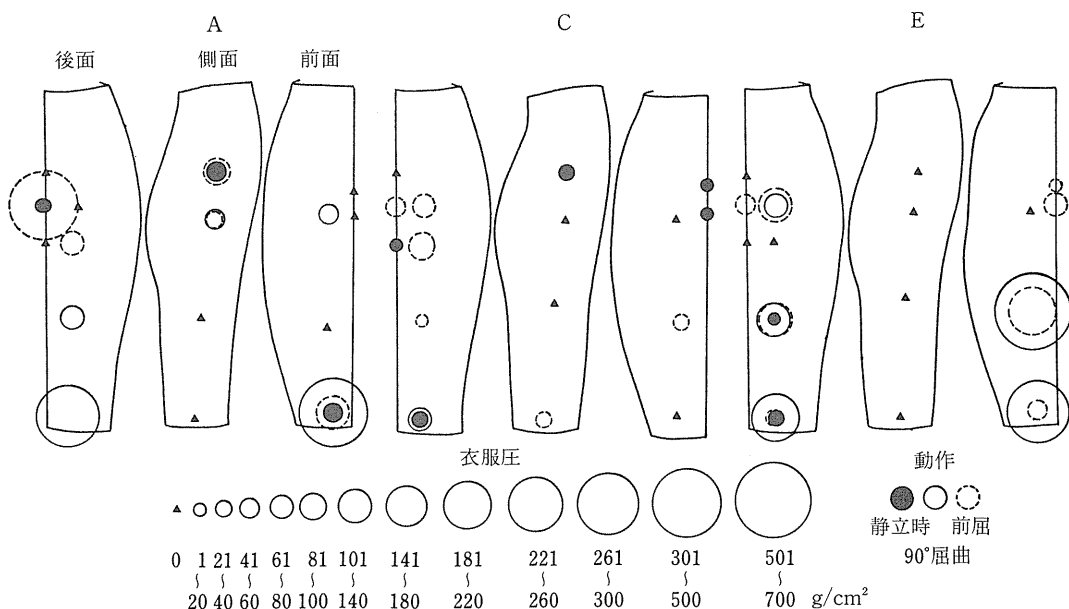 A C E
後面 側面 前面
衣服圧 動作
静立時 前屈
90°屈曲
0 1〜20 21〜40 41〜60 61〜80 81〜100 101〜140 141〜180 181〜220 221〜260 261〜300 301〜500 501〜700 g/cm²